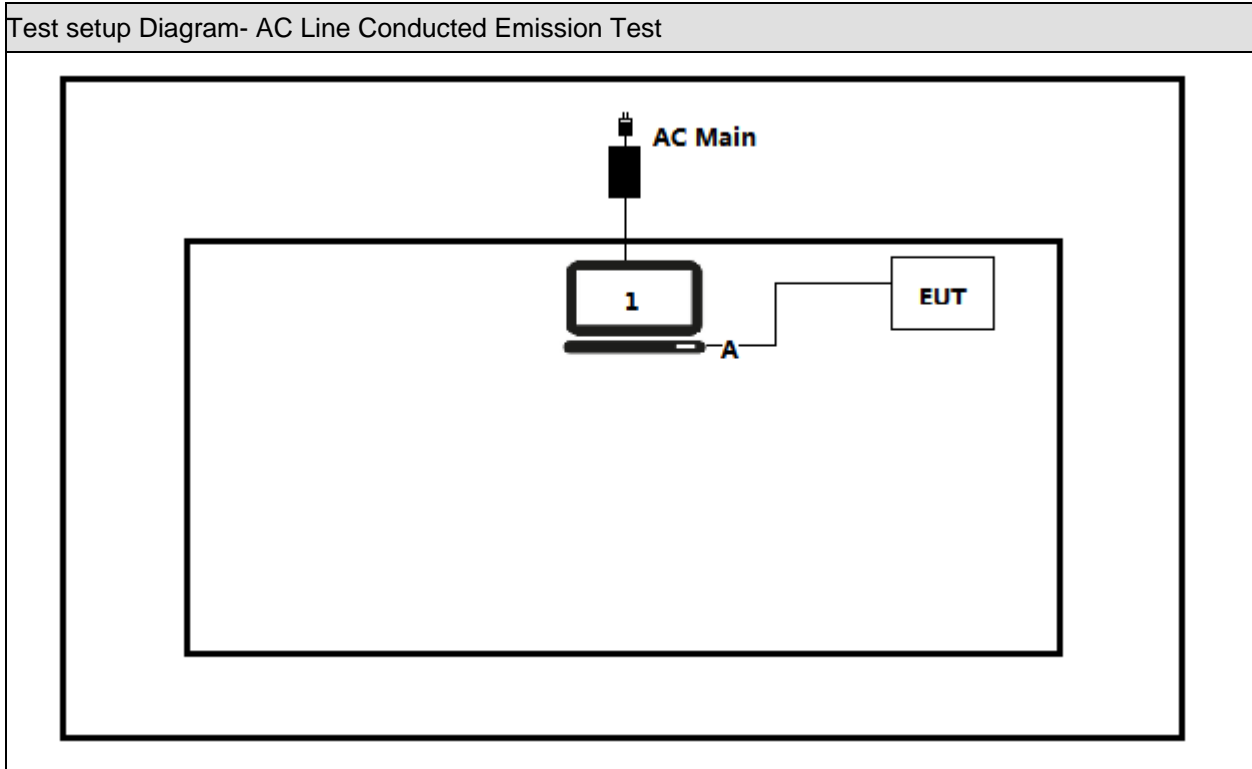 Test setup Diagram- AC Line Conducted Emission Test
AC Main
1
EUT
A